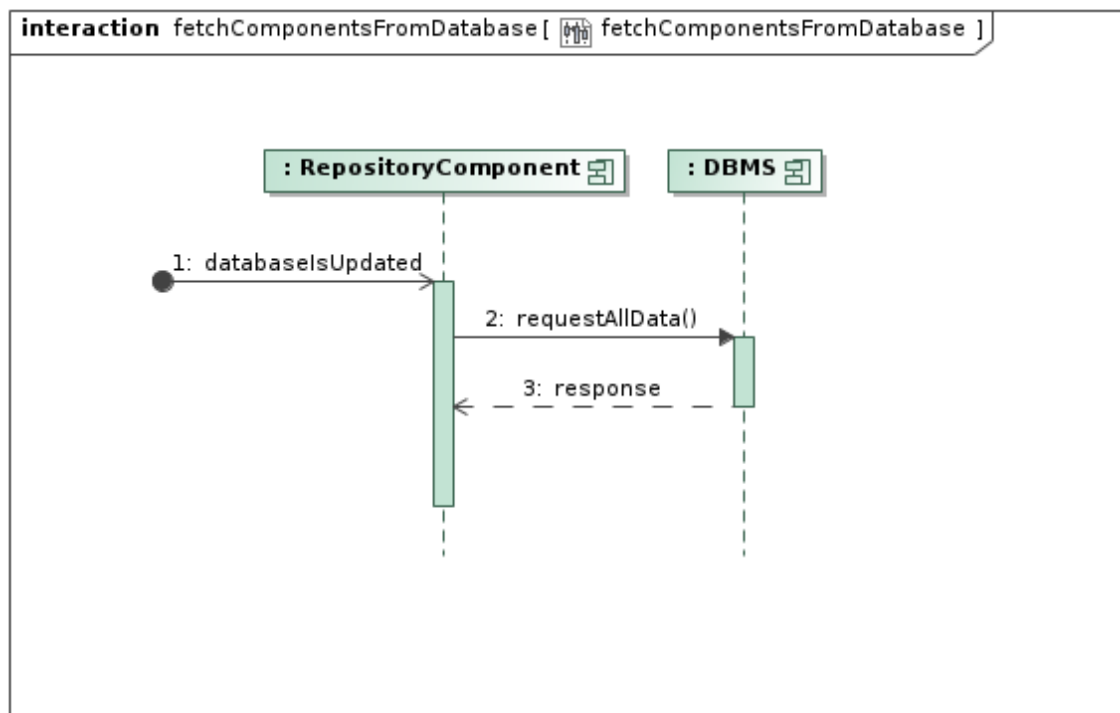 interaction fetchComponentsFromDatabase [ fetchComponentsFromDatabase ]
: RepositoryComponent
: DBMS
1: databaseIsUpdated
2: requestAllData()
3: response